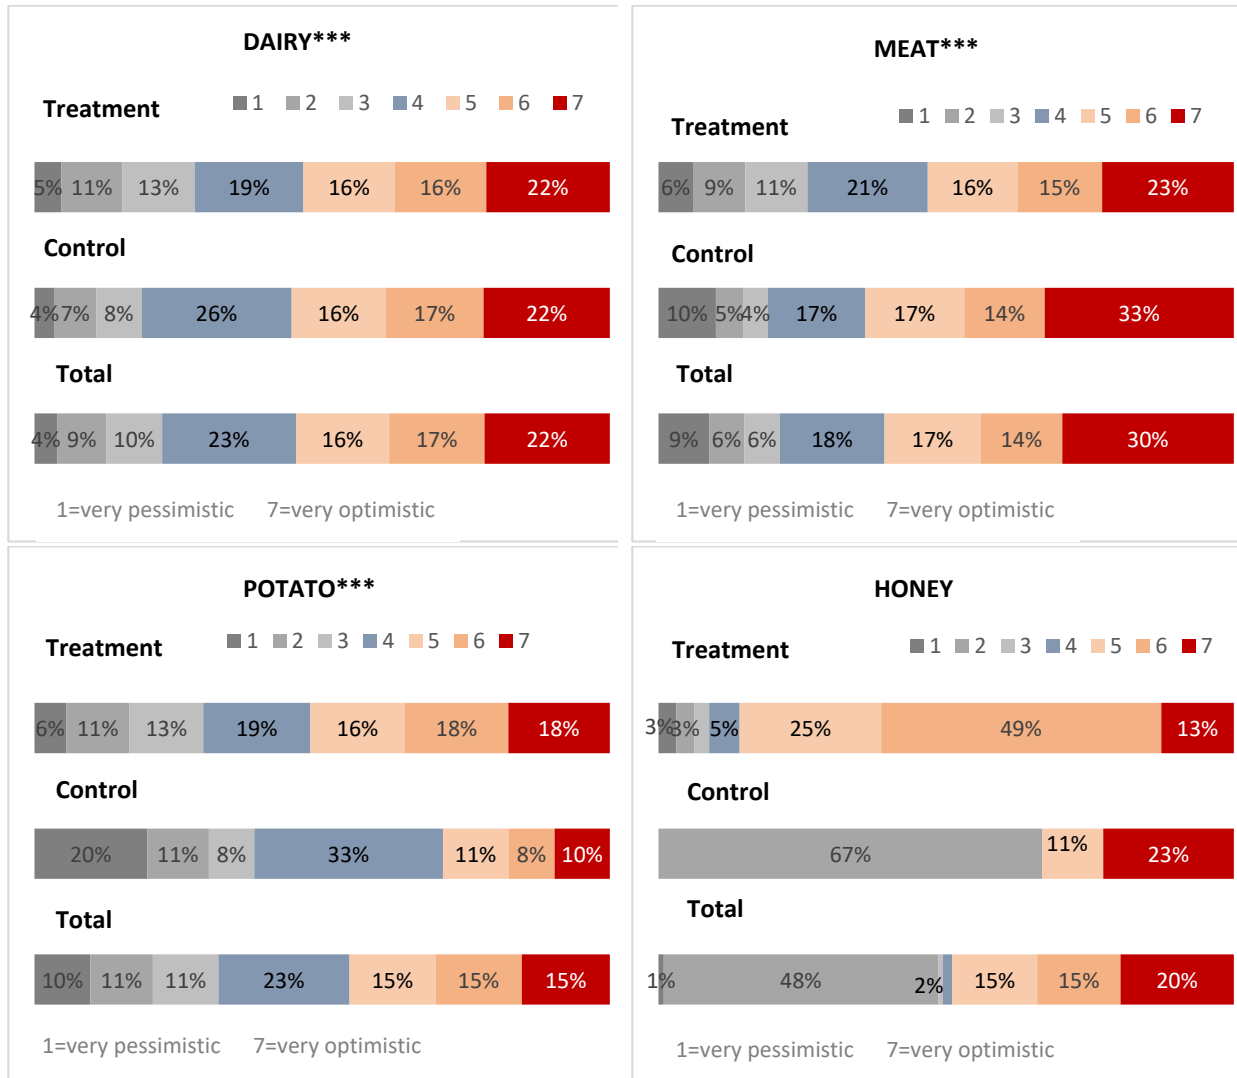 DAIRY***
Treatment
1 2 3 4 5 6 7
5% 11% 13% 19% 16% 16% 22%
Control
4% 7% 8% 26% 16% 17% 22%
Total
4% 9% 10% 23% 16% 17% 22%
1=very pessimistic 7=very optimistic
MEAT***
1 2 3 4 5 6 7
Treatment
6% 9% 11% 21% 16% 15% 23%
Control
10% 5% 4% 17% 17% 14% 33%
Total
9% 6% 6% 18% 17% 14% 30%
1=very pessimistic 7=very optimistic
POTATO***
Treatment
1 2 3 4 5 6 7
6% 11% 13% 19% 16% 18% 18%
Control
20% 11% 8% 33% 11% 8% 10%
Total
10% 11% 11% 23% 15% 15% 15%
1=very pessimistic 7=very optimistic
HONEY
Treatment
1 2 3 4 5 6 7
3% 3% 5% 25% 49% 13%
Control
67% 11% 23%
Total
1% 48% 2% 15% 15% 20%
1=very pessimistic 7=very optimistic